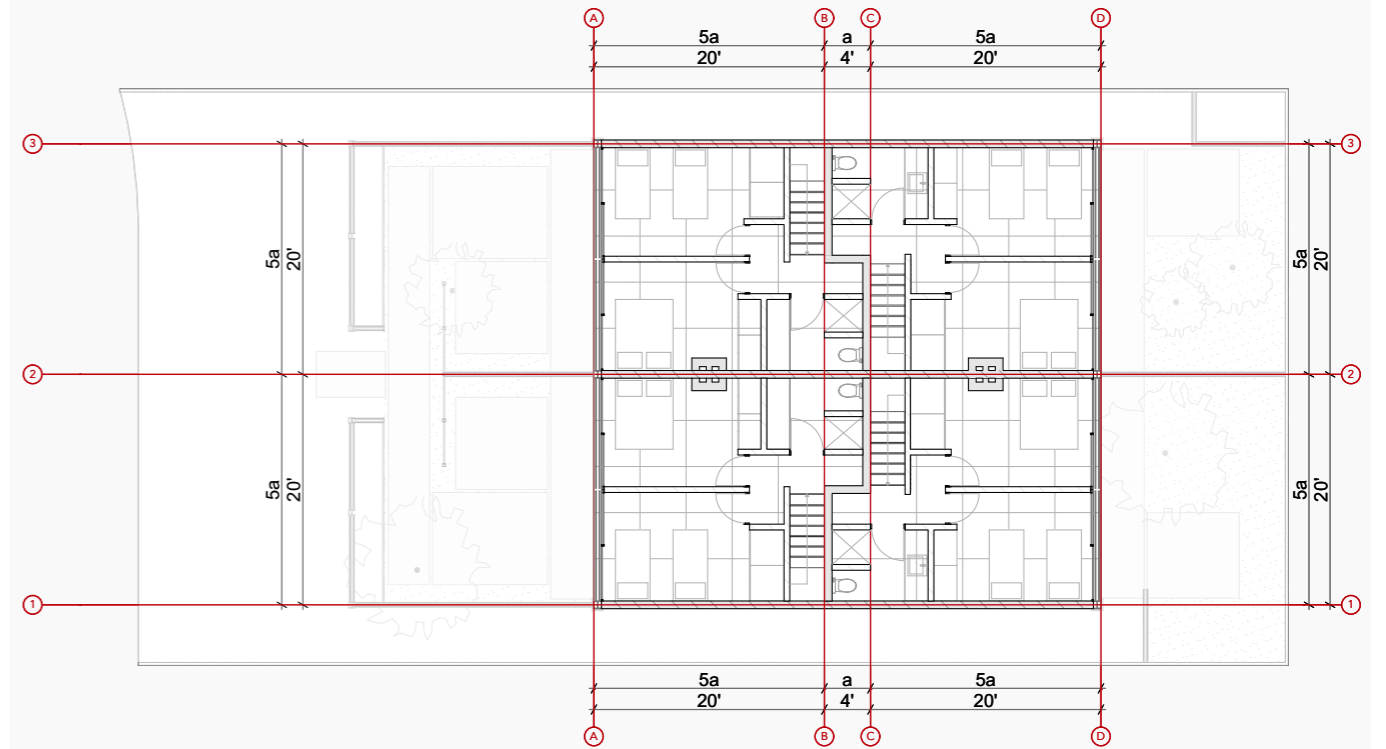 A B C D
5a a 5a
20' 4' 20'
3 3
5a 20' 5a 20'
2 2
5a 20' 5a 20'
1 1
5a a 5a
20' 4' 20'
A B C D